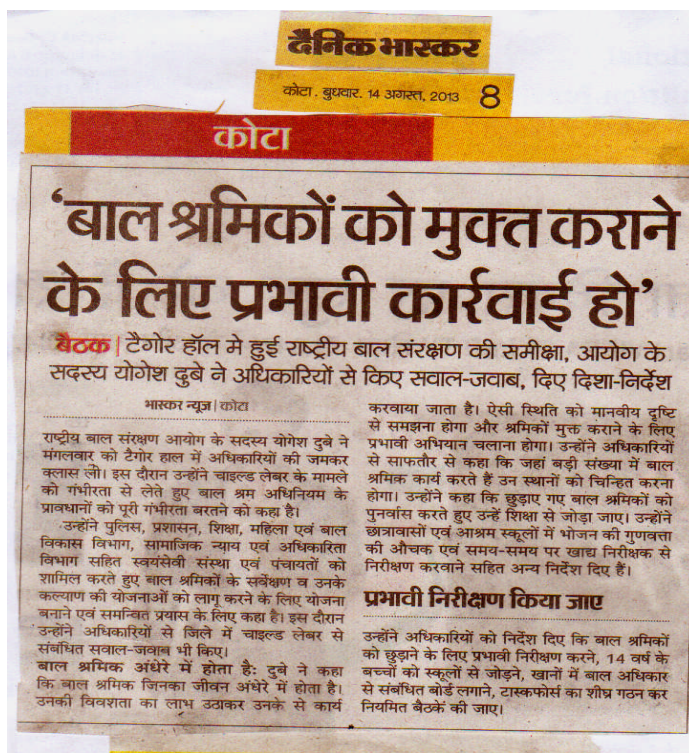 दैनिक भास्कर
कोटा. बुधवार. 14 अगस्त, 2013 8
कोटा
‘बाल श्रमिकों को मुक्त कराने
के लिए प्रभावी कार्रवाई हो’
बैठक | टैगोर हॉल मे हुई राष्ट्रीय बाल संरक्षण की समीक्षा, आयोग के
सदस्य योगेश दुबे ने अधिकारियों से किए सवाल-जवाब, दिए दिशा-निर्देश
भास्कर न्यूज | कोटा
राष्ट्रीय बाल संरक्षण आयोग के सदस्य योगेश दुबे ने
मंगलवार को टैगोर हाल में अधिकारियों की जमकर
क्लास ली। इस दौरान उन्होंने चाइल्ड लेबर के मामले
को गंभीरता से लेते हुए बाल श्रम अधिनियम के
प्रावधानों को पूरी गंभीरता बरतने को कहा है।
उन्होंने पुलिस, प्रशासन, शिक्षा, महिला एवं बाल
विकास विभाग, सामाजिक न्याय एवं अधिकारिता
विभाग सहित स्वयंसेवी संस्था एवं पंचायतों को
शामिल करते हुए बाल श्रमिकों के सर्वेक्षण व उनके
कल्याण की योजनाओं को लागू करने के लिए योजना
बनाने एवं समन्वित प्रयास के लिए कहा है। इस दौरान
उन्होंने अधिकारियों से जिले में चाइल्ड लेबर से
संबंधित सवाल-जवाब भी किए।
बाल श्रमिक अंधेरे में होता है: दुबे ने कहा
कि बाल श्रमिक जिनका जीवन अंधेरे में होता है।
उनकी विवशता का लाभ उठाकर उनके से कार्य
करवाया जाता है। ऐसी स्थिति को मानवीय दृष्टि
से समझना होगा और श्रमिकों मुक्त कराने के लिए
प्रभावी अभियान चलाना होगा। उन्होंने अधिकारियों
से साफतौर से कहा कि जहां बड़ी संख्या में बाल
श्रमिक कार्य करते हैं उन स्थानों को चिन्हित करना
होगा। उन्होंने कहा कि छुड़ाए गए बाल श्रमिकों को
पुनर्वास करते हुए उन्हें शिक्षा से जोड़ा जाए। उन्होंने
छात्रावासों एवं आश्रम स्कूलों में भोजन की गुणवत्ता
की औचक एवं समय-समय पर खाद्य निरीक्षक से
निरीक्षण करवाने सहित अन्य निर्देश दिए हैं।
प्रभावी निरीक्षण किया जाए
उन्होंने अधिकारियों को निर्देश दिए कि बाल श्रमिकों
को छुड़ाने के लिए प्रभावी निरीक्षण करने, 14 वर्ष के
बच्चों को स्कूलों से जोड़ने, खानों में बाल अधिकार
से संबंधित बोर्ड लगाने, टास्कफोर्स का शीघ्र गठन कर
नियमित बैठकें की जाए।